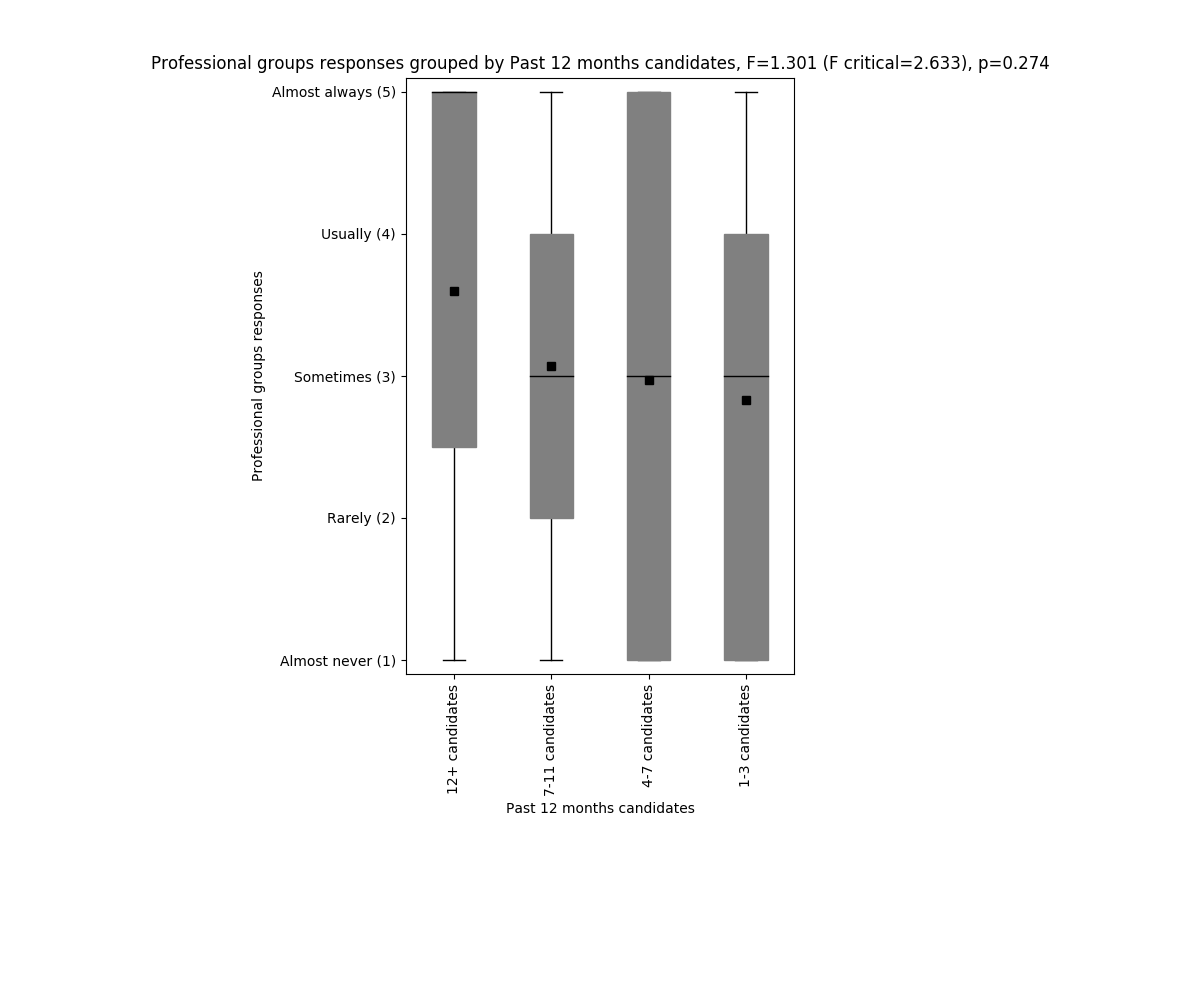 Professional groups responses grouped by Past 12 months candidates, F=1.301 (F critical=2.633), p=0.274
Almost always (5)
Usually (4)
Sometimes (3)
Rarely (2)
Almost never (1)
Professional groups responses
12+ candidates
7-11 candidates
4-7 candidates
1-3 candidates
Past 12 months candidates